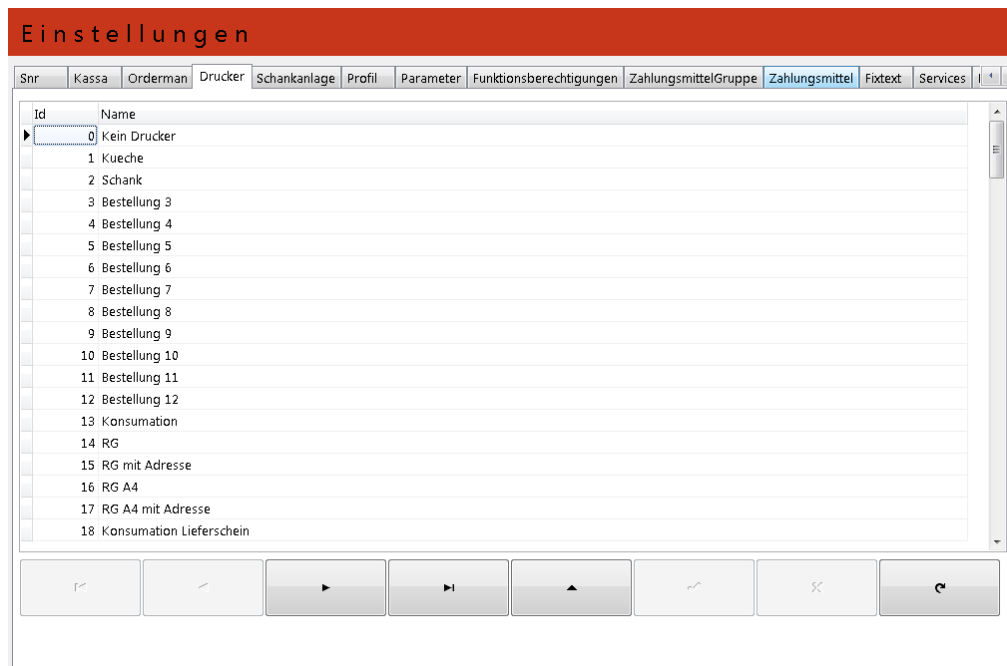 Einstellungen
Snr Kassa Orderman Drucker Schankanlage Profil Parameter Funktionsberechtigungen ZahlungsmittelGruppe Zahlungsmittel Fixtext Services
Id Name
0 Kein Drucker
1 Kueche
2 Schank
3 Bestellung 3
4 Bestellung 4
5 Bestellung 5
6 Bestellung 6
7 Bestellung 7
8 Bestellung 8
9 Bestellung 9
10 Bestellung 10
11 Bestellung 11
12 Bestellung 12
13 Konsumation
14 RG
15 RG mit Adresse
16 RG A4
17 RG A4 mit Adresse
18 Konsumation Lieferschein